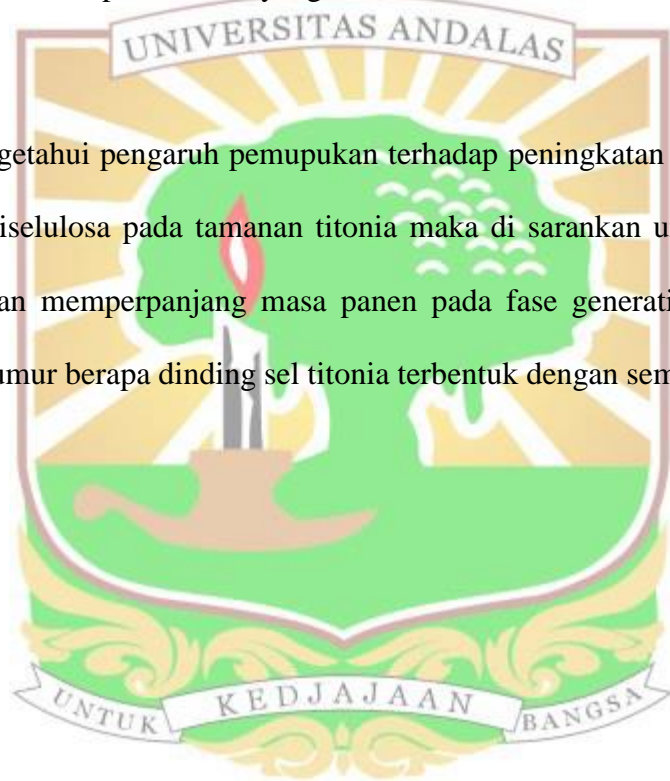 UNIVERSITAS ANDALAS
getahui pengaruh pemupukan terhadap peningkatan
iselulosa pada tamanan titonia maka di sarankan u
an memperpanjang masa panen pada fase generati
umur berapa dinding sel titonia terbentuk dengan sem
UNTUK KEDJAJAAN BANGSA